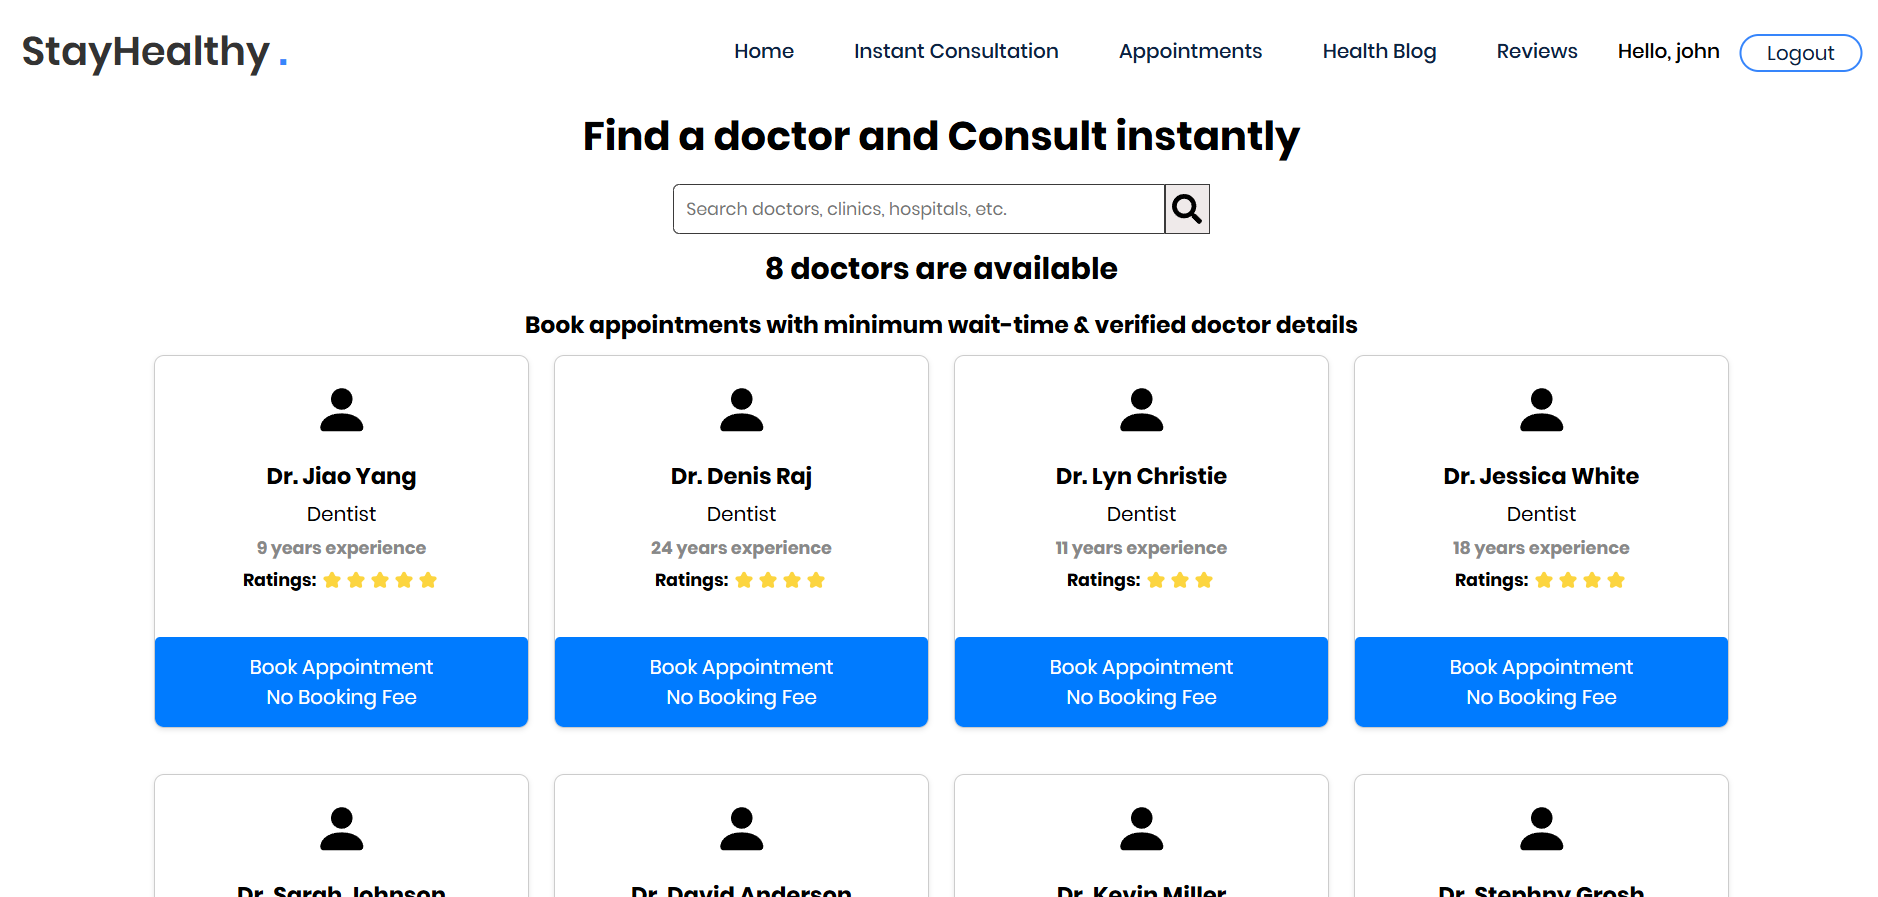 StayHealthy .
Home Instant Consultation Appointments Health Blog Reviews Hello, john Logout
Find a doctor and Consult instantly
Search doctors, clinics, hospitals, etc.
8 doctors are available
Book appointments with minimum wait-time & verified doctor details
Dr. Jiao Yang
Dentist
9 years experience
Ratings:
Book Appointment
No Booking Fee
Dr. Denis Raj
Dentist
24 years experience
Ratings:
Book Appointment
No Booking Fee
Dr. Lyn Christie
Dentist
11 years experience
Ratings:
Book Appointment
No Booking Fee
Dr. Jessica White
Dentist
18 years experience
Ratings:
Book Appointment
No Booking Fee
Dr. Sarah Johnson
Dr. David Anderson
Dr. Kevin Miller
Dr. Stephny Grosh